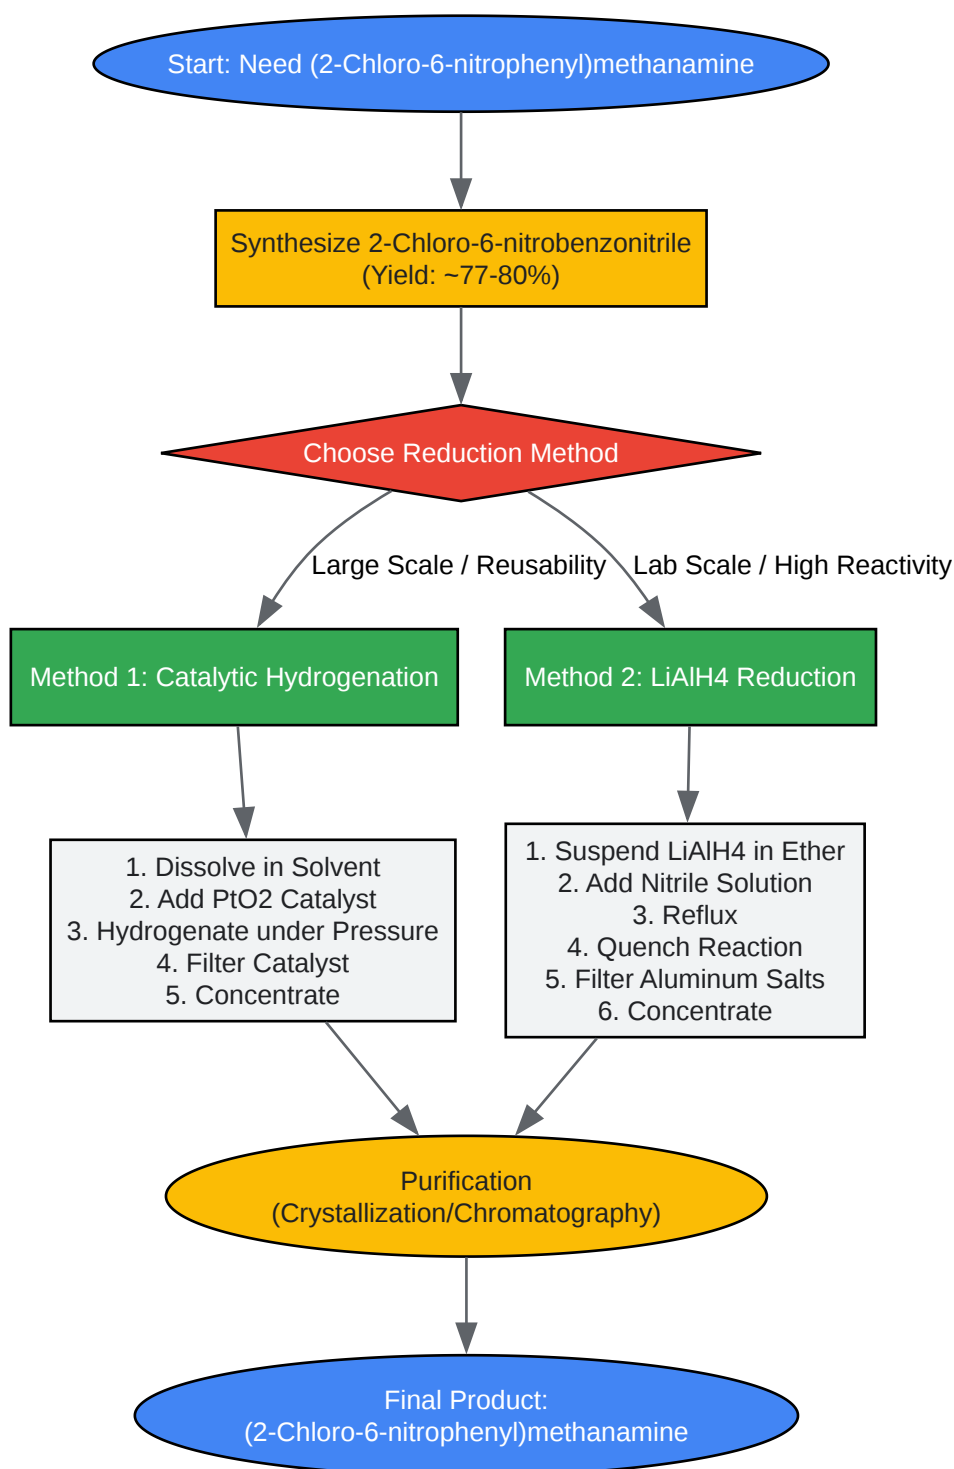 Start: Need (2-Chloro-6-nitrophenyl)methanamine
Synthesize 2-Chloro-6-nitrobenzonitrile
(Yield: ~77-80%)
Choose Reduction Method
Large Scale / Reusability
Lab Scale / High Reactivity
Method 1: Catalytic Hydrogenation
Method 2: LiAlH4 Reduction
1. Dissolve in Solvent
2. Add PtO2 Catalyst
3. Hydrogenate under Pressure
4. Filter Catalyst
5. Concentrate
1. Suspend LiAlH4 in Ether
2. Add Nitrile Solution
3. Reflux
4. Quench Reaction
5. Filter Aluminum Salts
6. Concentrate
Purification
(Crystallization/Chromatography)
Final Product:
(2-Chloro-6-nitrophenyl)methanamine